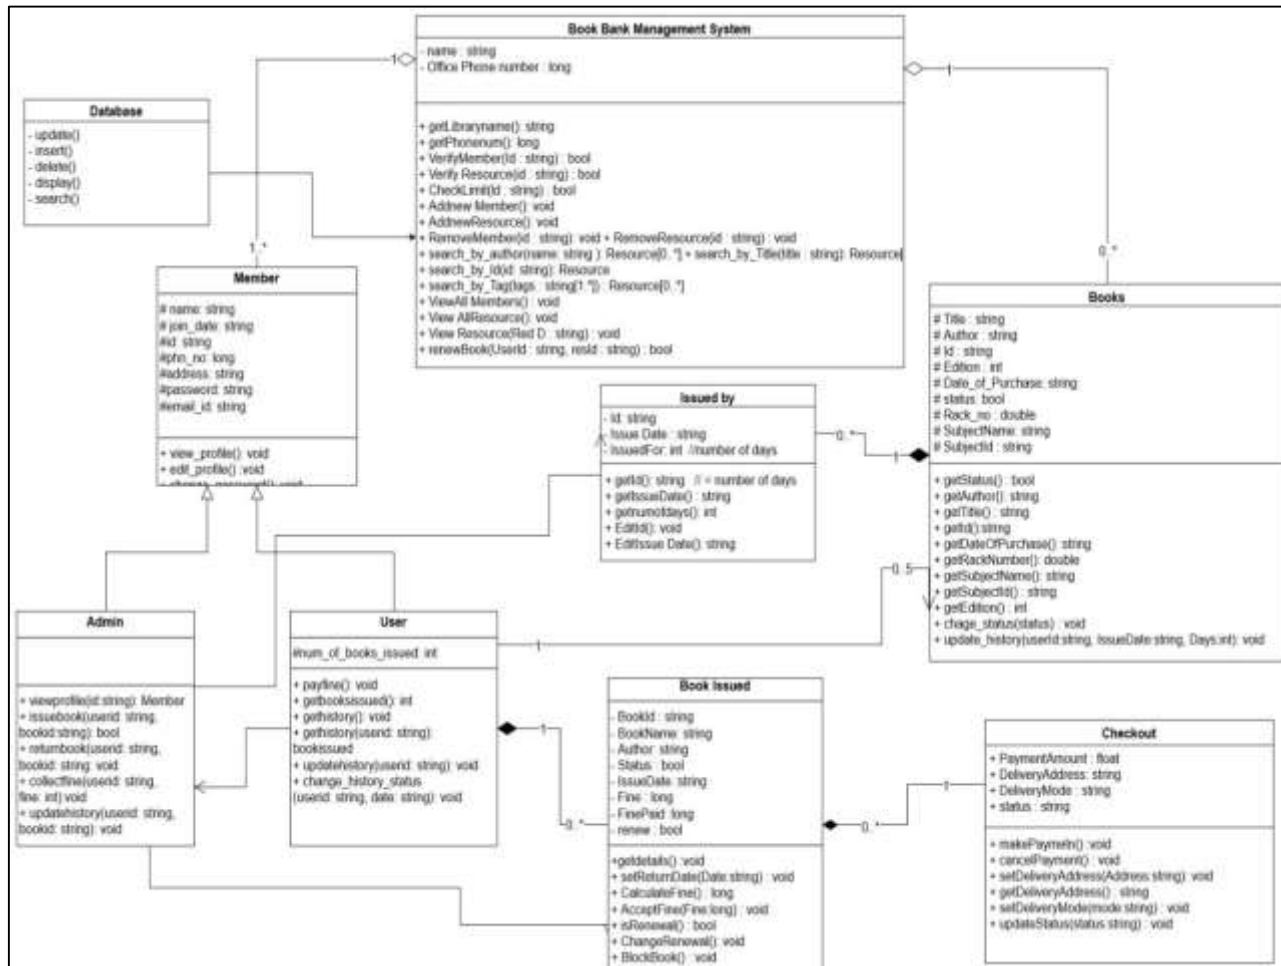 Book Bank Management System
- name : string
- Office Phone number : long
+ getLibraryname(): string
+ getPhonenum(): long
+ VerifyMember(Id : string) : bool
+ Verify Resource(id : string) : bool
+ CheckLimit(Id : string) : bool
+ Addnew Member(): void
+ AddnewResource(): void
+ RemoveMember(id : string): void + RemoveResource(id : string) : void
+ search_by_author(name: string ): Resource[0..*] + search_by_Title(title : string): Resource[
+ search_by_Id(id: string): Resource
+ search_by_Tag(tags : string[1.*]) : Resource[0..*]
+ ViewAll Members() : void
+ View AllResource(): void
+ View Resource(Red D : string) : void
+ renewBook(UserId : string, resId : string) : bool
1
1
Database
- update()
- insert()
- delete()
- display()
- search()
1..*
0..*
Member
# name: string
# join_date: string
#id: string
#phn_no: long
#address: string
#password: string
#email_id: string
+ view_profile(): void
+ edit_profile() :void
Books
# Title : string
# Author : string
# Id : string
# Edition : int
# Date_of_Purchase: string
# status: bool
# Rack_no : double
# SubjectName: string
# SubjectId : string
+ getStatus() : bool
+ getAuthor(): string
+ getTitle() : string
+ getId():string
+ getDateOfPurchase(): string
+ getRackNumber(): double
+ getSubjectName(): string
+ getSubjectId() : string
+ getEdition() : int
+ chage_status(status) : void
+ update_history(userId:string, IssueDate:string, Days:int): void
Issued by
- Id: string
- Issue Date : string
- IssuedFor: int //number of days
+ getId(): string // = number of days
+ getIssueDate() : string
+ getnumofdays(): int
+ EditId(): void
+ EditIssue Date(): string
0..*
1
0..5
1
Admin
+ viewprofile(id:string): Member
+ issuebook(userid: string,
bookid:string): bool
+ returnbook(userid: string,
bookid: string: void
+ collectfine(userid: string,
fine: int):void
+ updatehistory(userid: string,
bookid: string): void
User
#num_of_books_issued: int
+ payfine(): void
+ getbooksissued(): int
+ gethistory(): void
+ gethistory(userid: string):
bookissued
+ updatehistory(userid: string): void
+ change_history_status
(userid: string, date: string): void
1
0..*
Book Issued
- BookId : string
- BookName: string
- Author: string
- Status : bool
- IssueDate: string
- Fine : long
- FinePaid: long
- renew : bool
+getdetails() :void
+ setReturnDate(Date:string) : void
+ CalculateFine() : long
+ AcceptFine(Fine:long) : void
+ isRenewal() : bool
+ ChangeRenewal(): void
+ BlockBook() : void
0..*
1
Checkout
+ PaymentAmount : float
+ DeliveryAddress: string
+ DeliveryMode : string
+ status : string
+ makePaymetn() :void
+ cancelPayment() : void
+ setDeliveryAddress(Address:string): void
+ getDeliveryAddress() : string
+ setDeliveryMode(mode:string) : void
+ updateStatus(status:string) : void